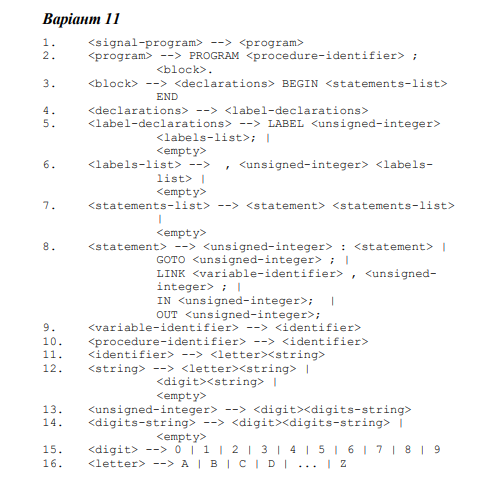 Варіант 11
1. <signal-program> --> <program>
2. <program> --> PROGRAM <procedure-identifier> ;
<block>.
3. <block> --> <declarations> BEGIN <statements-list>
END
4. <declarations> --> <label-declarations>
5. <label-declarations> --> LABEL <unsigned-integer>
<labels-list>; |
<empty>
6. <labels-list> --> , <unsigned-integer> <labels-
list> |
<empty>
7. <statements-list> --> <statement> <statements-list>
|
<empty>
8. <statement> --> <unsigned-integer> : <statement> |
GOTO <unsigned-integer> ; |
LINK <variable-identifier> , <unsigned-
integer> ; |
IN <unsigned-integer>; |
OUT <unsigned-integer>;
9. <variable-identifier> --> <identifier>
10. <procedure-identifier> --> <identifier>
11. <identifier> --> <letter><string>
12. <string> --> <letter><string> |
<digit><string> |
<empty>
13. <unsigned-integer> --> <digit><digits-string>
14. <digits-string> --> <digit><digits-string> |
<empty>
15. <digit> --> 0 | 1 | 2 | 3 | 4 | 5 | 6 | 7 | 8 | 9
16. <letter> --> A | B | C | D | ... | Z